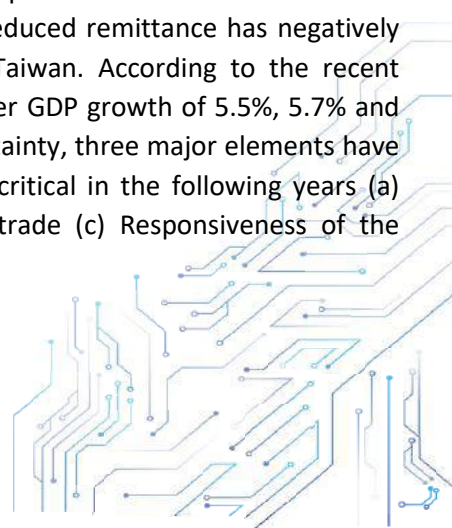 educed remittance has negatively
Taiwan. According to the recent
er GDP growth of 5.5%, 5.7% and
tainty, three major elements have
critical in the following years (a)
trade (c) Responsiveness of the